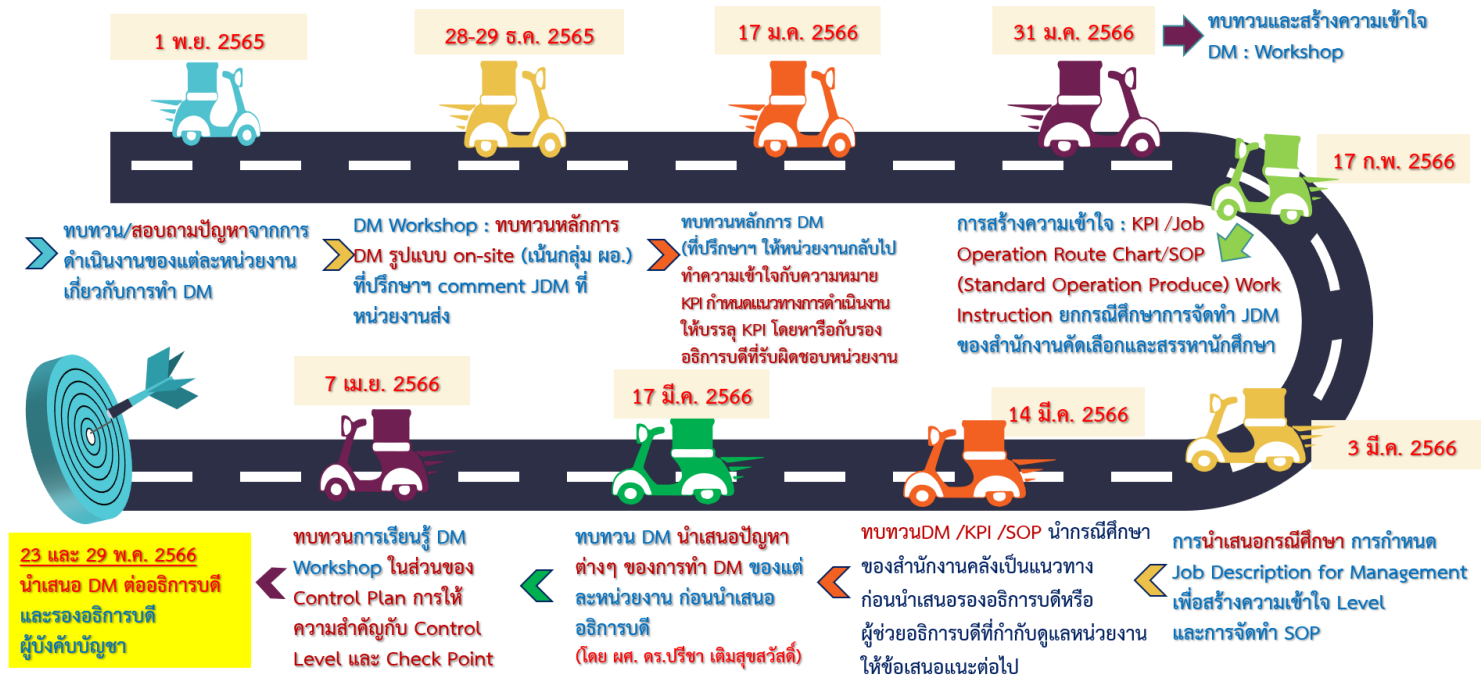 1 พ.ย. 2565
ทบทวน/สอบถามปัญหาจากการ
ดำเนินงานของแต่ละหน่วยงาน
เกี่ยวกับการทำ DM
28-29 ธ.ค. 2565
DM Workshop : ทบทวนหลักการ
DM รูปแบบ on-site (เน้นกลุ่ม ผอ.)
ที่ปรึกษาฯ comment JDM ที่
หน่วยงานส่ง
17 ม.ค. 2566
ทบทวนหลักการ DM
(ที่ปรึกษาฯ ให้หน่วยงานกลับไป
ทำความเข้าใจกับความหมาย
KPI กำหนดแนวทางการดำเนินงาน
ให้บรรลุ KPI โดยหารือกับรอง
อธิการบดีที่รับผิดชอบหน่วยงาน
31 ม.ค. 2566
ทบทวนและสร้างความเข้าใจ
DM : Workshop
17 ก.พ. 2566
การสร้างความเข้าใจ : KPI /Job
Operation Route Chart/SOP
(Standard Operation Produce) Work
Instruction ยกกรณีศึกษาการจัดทำ JDM
ของสำนักงานคัดเลือกและสรรหานักศึกษา
3 มี.ค. 2566
การนำเสนอกรณีศึกษา การกำหนด
Job Description for Management
เพื่อสร้างความเข้าใจ Level
และการจัดทำ SOP
14 มี.ค. 2566
ทบทวนDM /KPI /SOP นำกรณีศึกษา
ของสำนักงานคลังเป็นแนวทาง
ก่อนนำเสนอรองอธิการบดีหรือ
ผู้ช่วยอธิการบดีที่กำกับดูแลหน่วยงาน
ให้ข้อเสนอแนะต่อไป
17 มี.ค. 2566
ทบทวน DM นำเสนอปัญหา
ต่างๆ ของการทำ DM ของแต่
ละหน่วยงาน ก่อนนำเสนอ
อธิการบดี
(โดย ผศ. ดร.ปรีชา เติมสุขสวัสดิ์)
7 เม.ย. 2566
ทบทวนการเรียนรู้ DM
Workshop ในส่วนของ
Control Plan การให้
ความสำคัญกับ Control
Level และ Check Point
23 และ 29 พ.ค. 2566
นำเสนอ DM ต่ออธิการบดี
และรองอธิการบดี
ผู้บังคับบัญชา